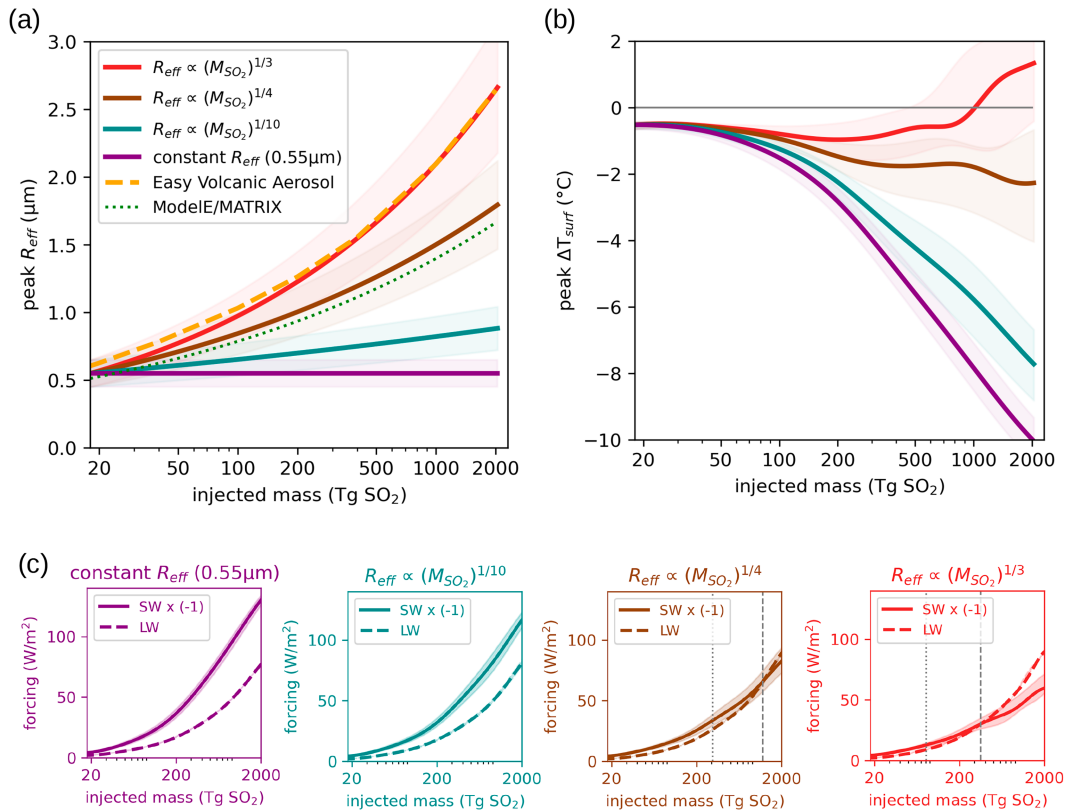 (a)
3.0
2.5
2.0
1.5
1.0
0.5
0.0
peak R_eff (μm)
R_eff ∝ (M_SO₂)^1/3
R_eff ∝ (M_SO₂)^1/4
R_eff ∝ (M_SO₂)^1/10
constant R_eff (0.55μm)
Easy Volcanic Aerosol
ModelE/MATRIX
20 50 100 200 500 1000 2000
injected mass (Tg SO₂)
(b)
2
0
−2
−4
−6
−8
−10
peak ΔT_surf (°C)
20 50 100 200 500 1000 2000
injected mass (Tg SO₂)
(c)
constant R_eff (0.55μm)
SW x (-1)
LW
100
50
0
forcing (W/m²)
20 200 2000
injected mass (Tg SO₂)
R_eff ∝ (M_SO₂)^1/10
SW x (-1)
LW
100
50
0
forcing (W/m²)
20 200 2000
injected mass (Tg SO₂)
R_eff ∝ (M_SO₂)^1/4
SW x (-1)
LW
100
50
0
forcing (W/m²)
20 200 2000
injected mass (Tg SO₂)
R_eff ∝ (M_SO₂)^1/3
SW x (-1)
LW
100
50
0
forcing (W/m²)
20 200 2000
injected mass (Tg SO₂)